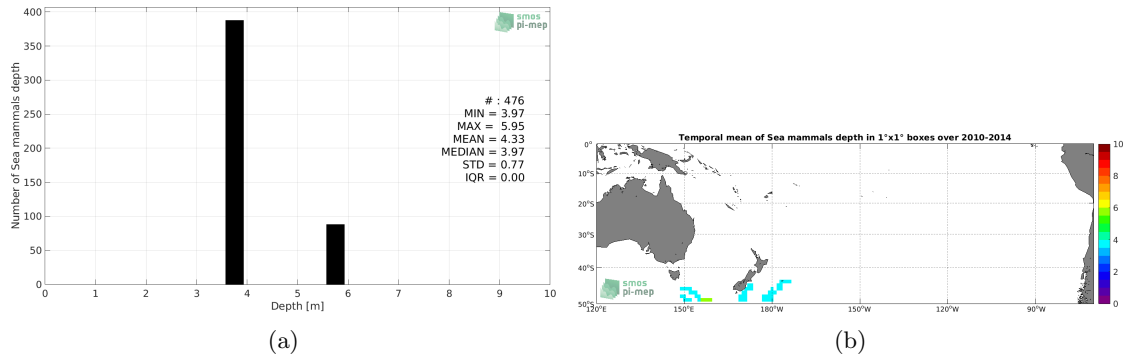 400
350
300
250
200
150
100
50
0
Number of Sea mammals depth
smos
pi-mep
# : 476
MIN = 3.97
MAX = 5.95
MEAN = 4.33
MEDIAN = 3.97
STD = 0.77
IQR = 0.00
0 1 2 3 4 5 6 7 8 9 10
Depth [m]
(a)
Temporal mean of Sea mammals depth in 1°x1° boxes over 2010-2014
0°
10°S
20°S
30°S
40°S
50°S
smos
pi-mep
120°E 150°E 180°W 150°W 120°W 90°W
10
8
6
4
2
0
(b)